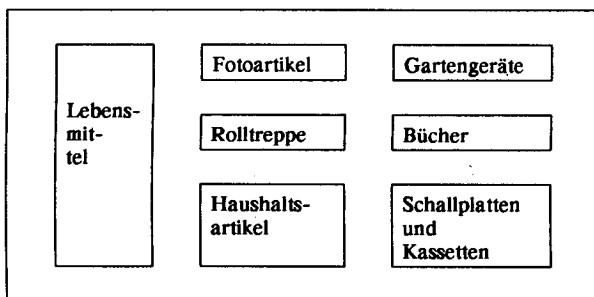 Lebens-
mit-
tel
Fotoartikel
Rolltreppe
Haushalts-
artikel
Gartengeräte
Bücher
Schallplatten
und
Kassetten